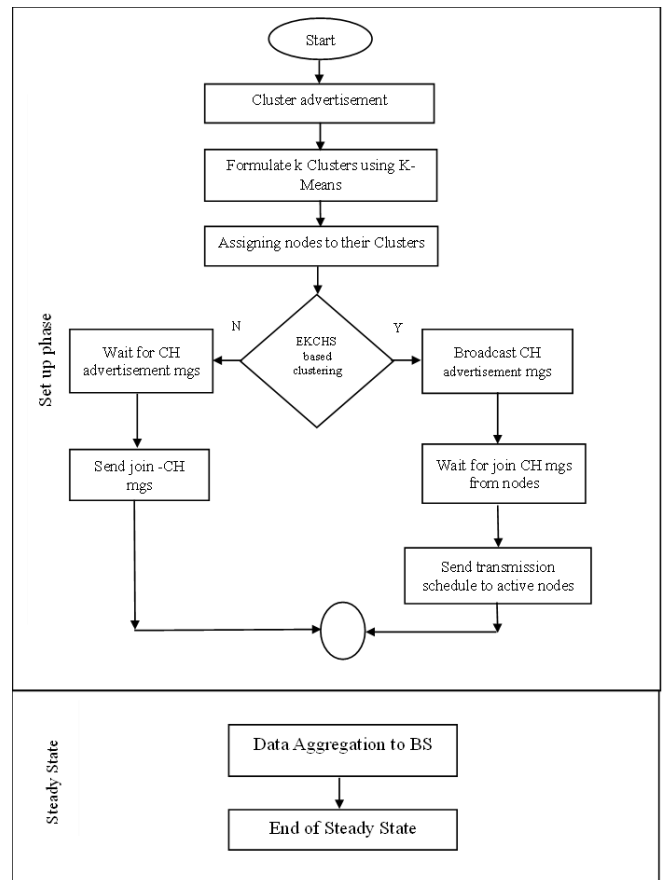 Start
Cluster advertisement
Formulate k Clusters using K-
Means
Assigning nodes to their Clusters
N
Y
EKCHS
based
clustering
Wait for CH
advertisement mgs
Broadcast CH
advertisement mgs
Set up phase
Send join -CH
mgs
Wait for join CH mgs
from nodes
Send transmission
schedule to active nodes
Steady State
Data Aggregation to BS
End of Steady State